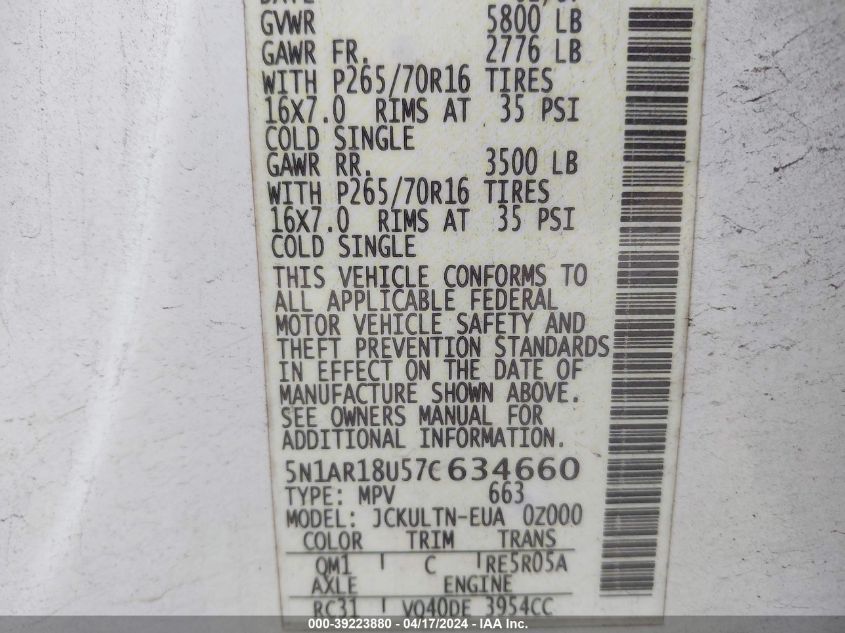 DATE
GVWR 5800 LB
GAWR FR. 2776 LB
WITH P265/70R16 TIRES
16X7.0 RIMS AT 35 PSI
COLD SINGLE
GAWR RR. 3500 LB
WITH P265/70R16 TIRES
16X7.0 RIMS AT 35 PSI
COLD SINGLE
THIS VEHICLE CONFORMS TO
ALL APPLICABLE FEDERAL
MOTOR VEHICLE SAFETY AND
THEFT PREVENTION STANDARDS
IN EFFECT ON THE DATE OF
MANUFACTURE SHOWN ABOVE.
SEE OWNERS MANUAL FOR
ADDITIONAL INFORMATION.
5N1AR18U57C634660
TYPE: MPV 663
MODEL: JCKULTN-EUA 0Z000
COLOR TRIM TRANS
QM1 C RE5R05A
AXLE ENGINE
RC31 VQ40DE 3954CC
000-39223880 - 04/17/2024 - IAA Inc.